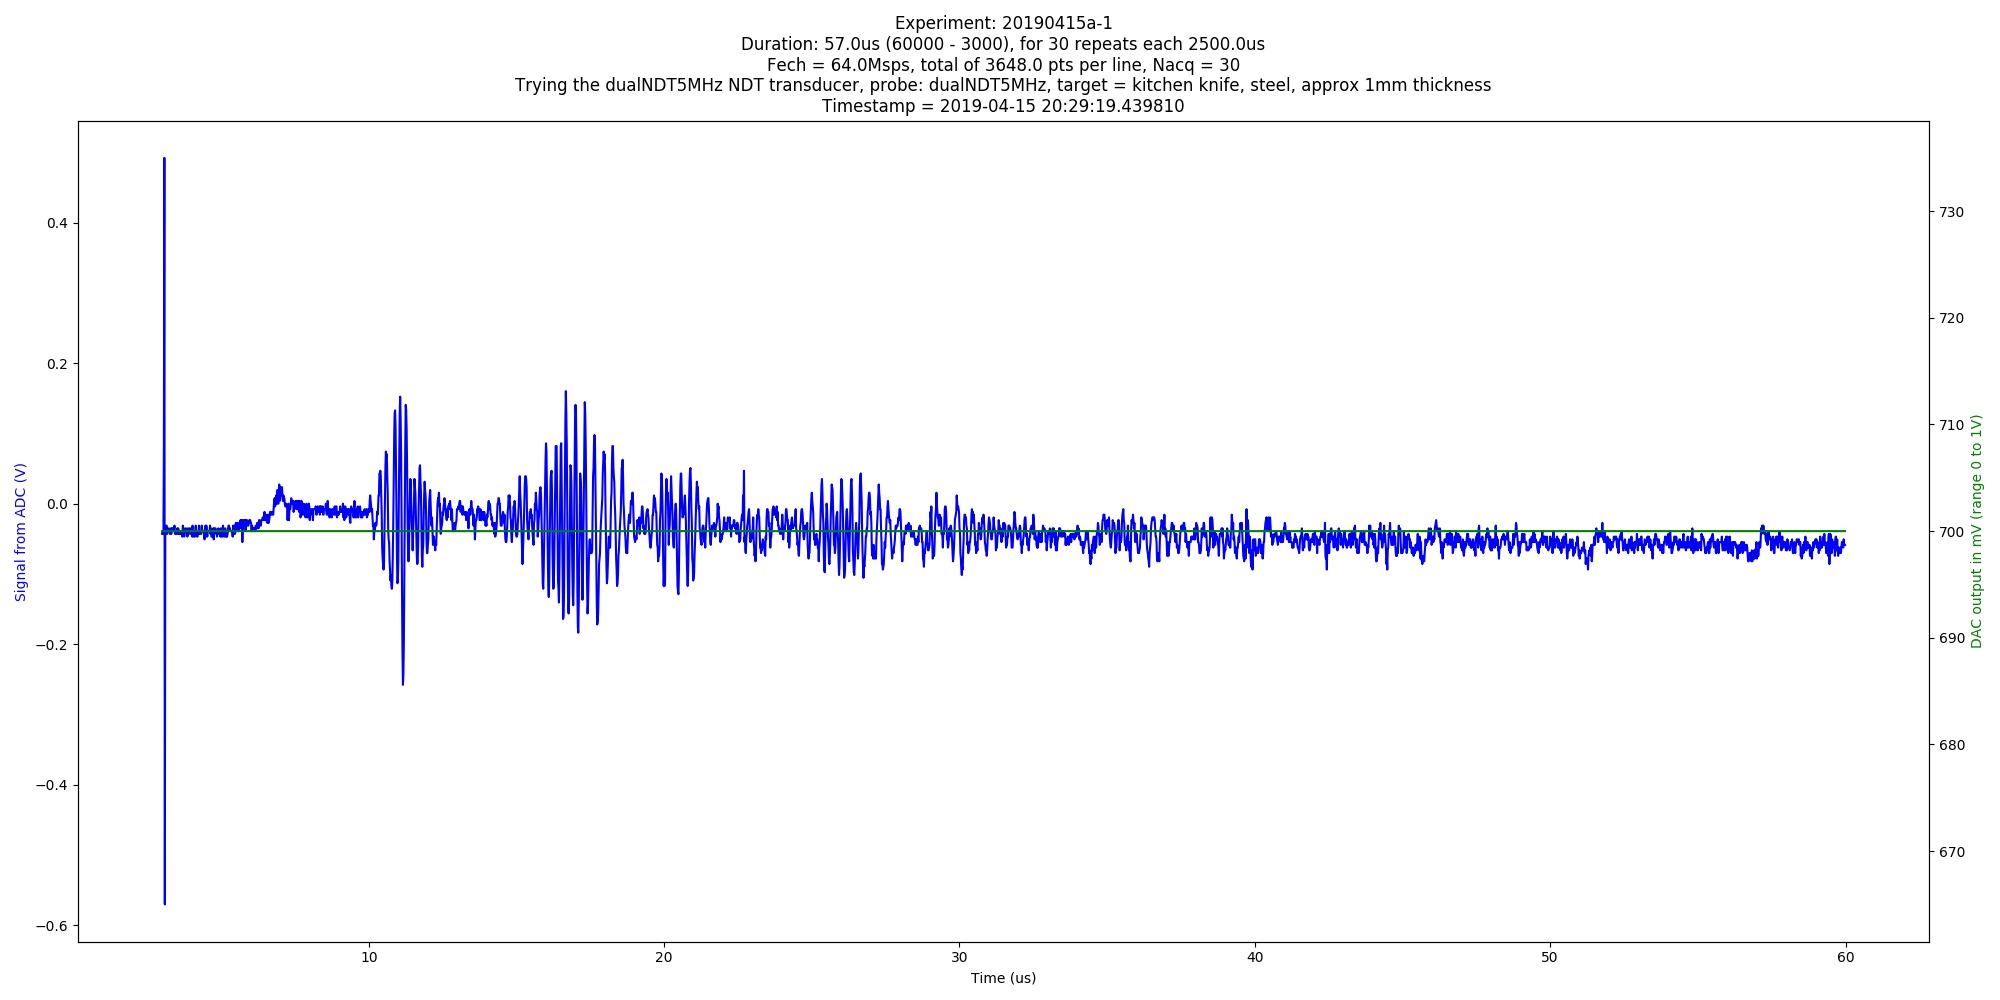 Experiment: 20190415a-1
Duration: 57.0us (60000 - 3000), for 30 repeats each 2500.0us
Fech = 64.0Msps, total of 3648.0 pts per line, Nacq = 30
Trying the dualNDT5MHz NDT transducer, probe: dualNDT5MHz, target = kitchen knife, steel, approx 1mm thickness
Timestamp = 2019-04-15 20:29:19.439810
Signal from ADC (V)
0.4
0.2
0.0
−0.2
−0.4
−0.6
10
20
30
40
50
60
Time (us)
730
720
710
700
690
680
670
DAC output in mV (range 0 to 1V)